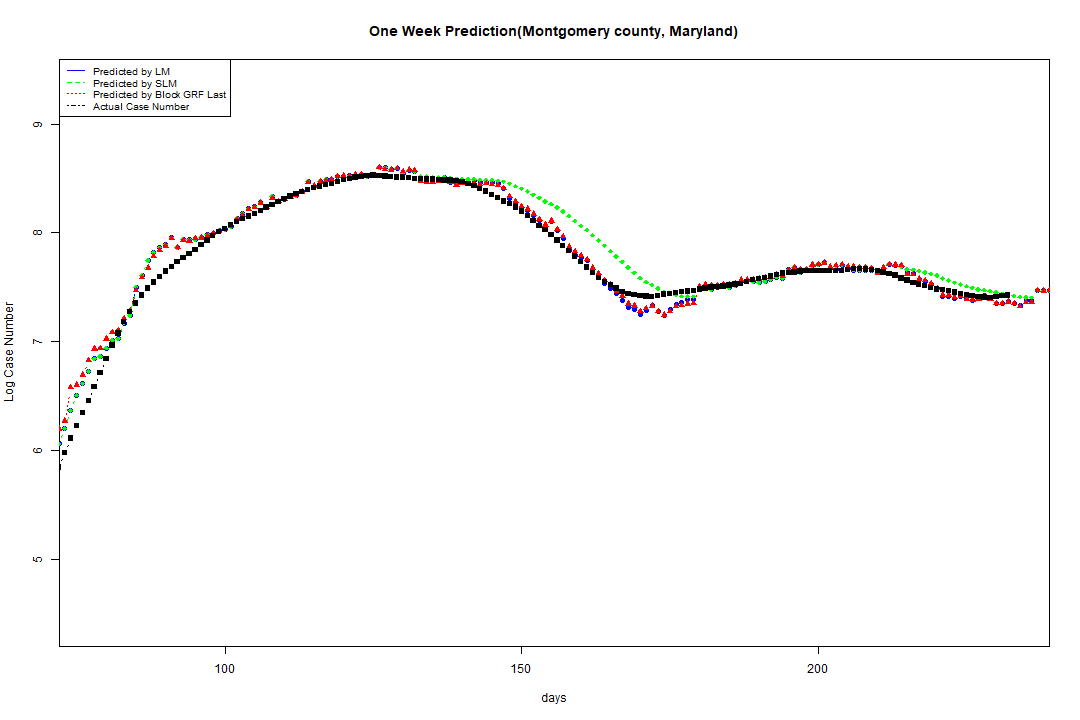 One Week Prediction(Montgomery county, Maryland)
Predicted by LM
Predicted by SLM
Predicted by Block GRF Last
Actual Case Number
9
8
7
6
5
Log Case Number
100 150 200
days